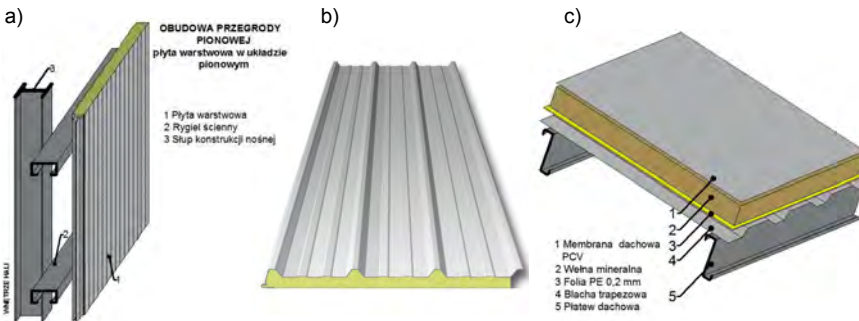 a)
OBUDOWA PRZEGRODY
PIONOWEJ
płyta warstwowa w układzie
pionowym
1 Płyta warstwowa
2 Rygiel ścienny
3 Słup konstrukcji nośnej
3
2
1
WNĘTRZE HALI
b)
c)
1
2
3
4
5
1 Membrana dachowa
PCV
2 Wełna mineralna
3 Folia PE 0,2 mm
4 Blacha trapezowa
5 Płatew dachowa